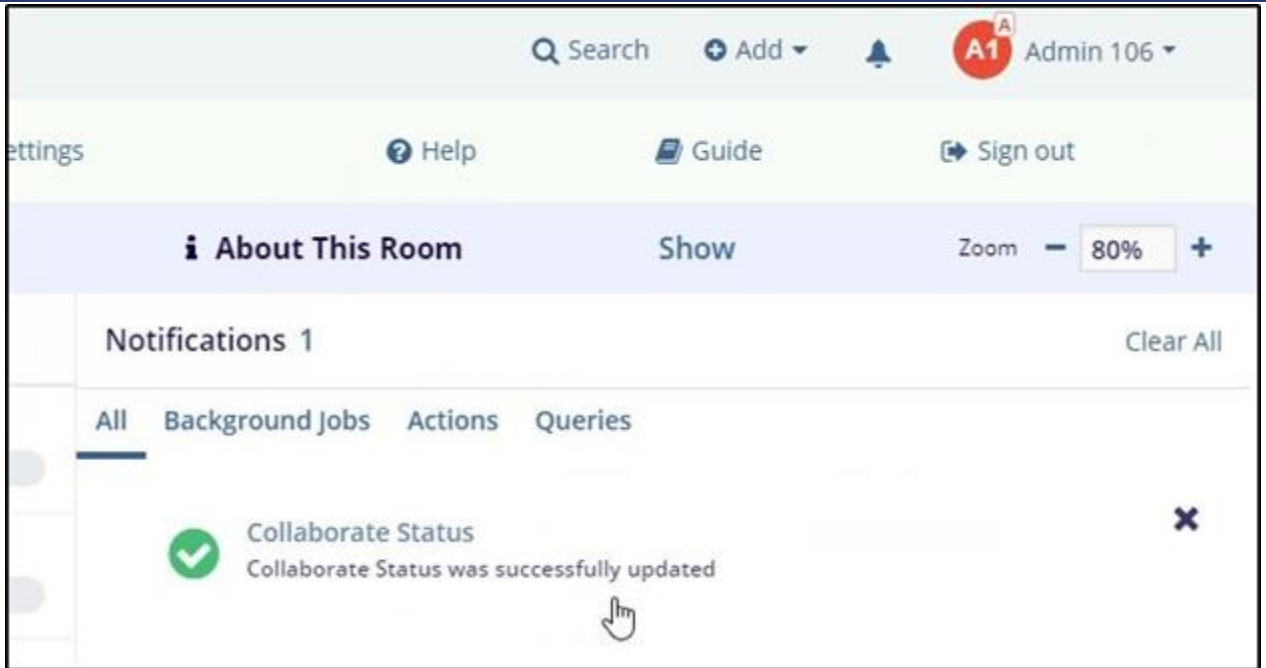 Search Add A A1 Admin 106
ettings Help Guide Sign out
i About This Room Show Zoom 80%
Notifications 1 Clear All
All Background Jobs Actions Queries
Collaborate Status
Collaborate Status was successfully updated